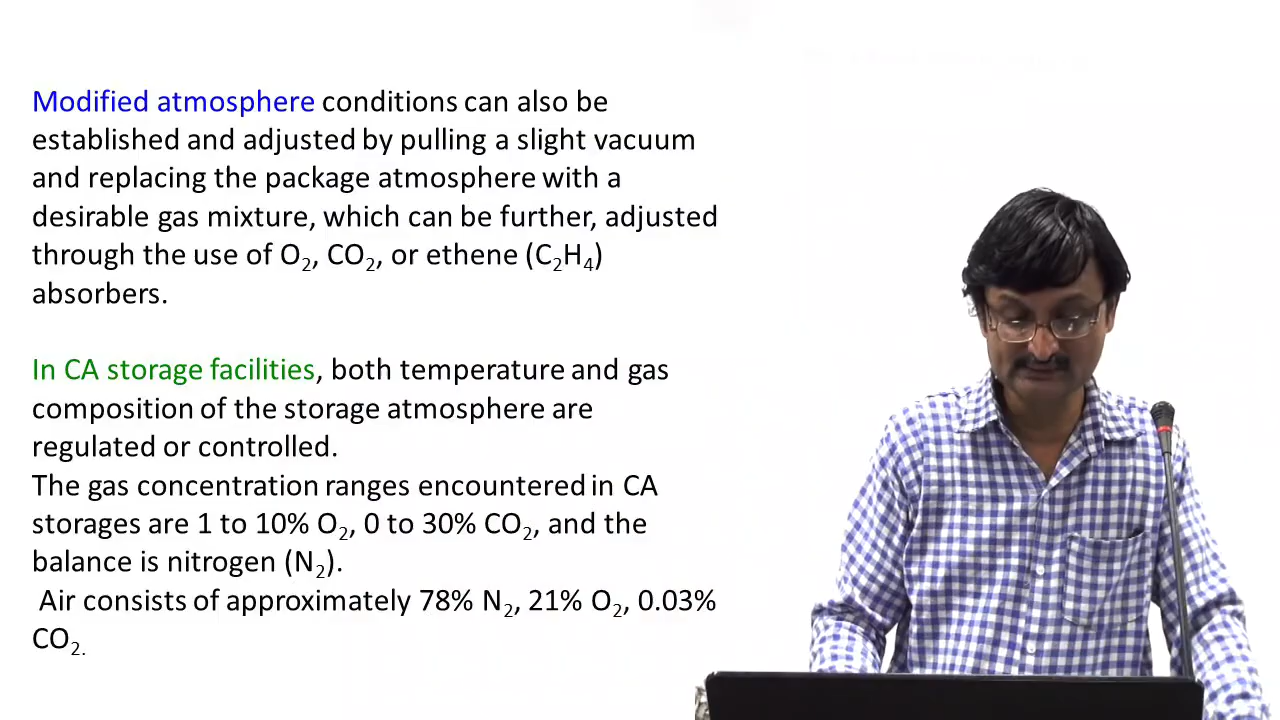 Modified atmosphere conditions can also be
established and adjusted by pulling a slight vacuum
and replacing the package atmosphere with a
desirable gas mixture, which can be further, adjusted
through the use of O₂, CO₂, or ethene (C₂H₄)
absorbers.
In CA storage facilities, both temperature and gas
composition of the storage atmosphere are
regulated or controlled.
The gas concentration ranges encountered in CA
storages are 1 to 10% O₂, 0 to 30% CO₂, and the
balance is nitrogen (N₂).
Air consists of approximately 78% N₂, 21% O₂, 0.03%
CO₂.